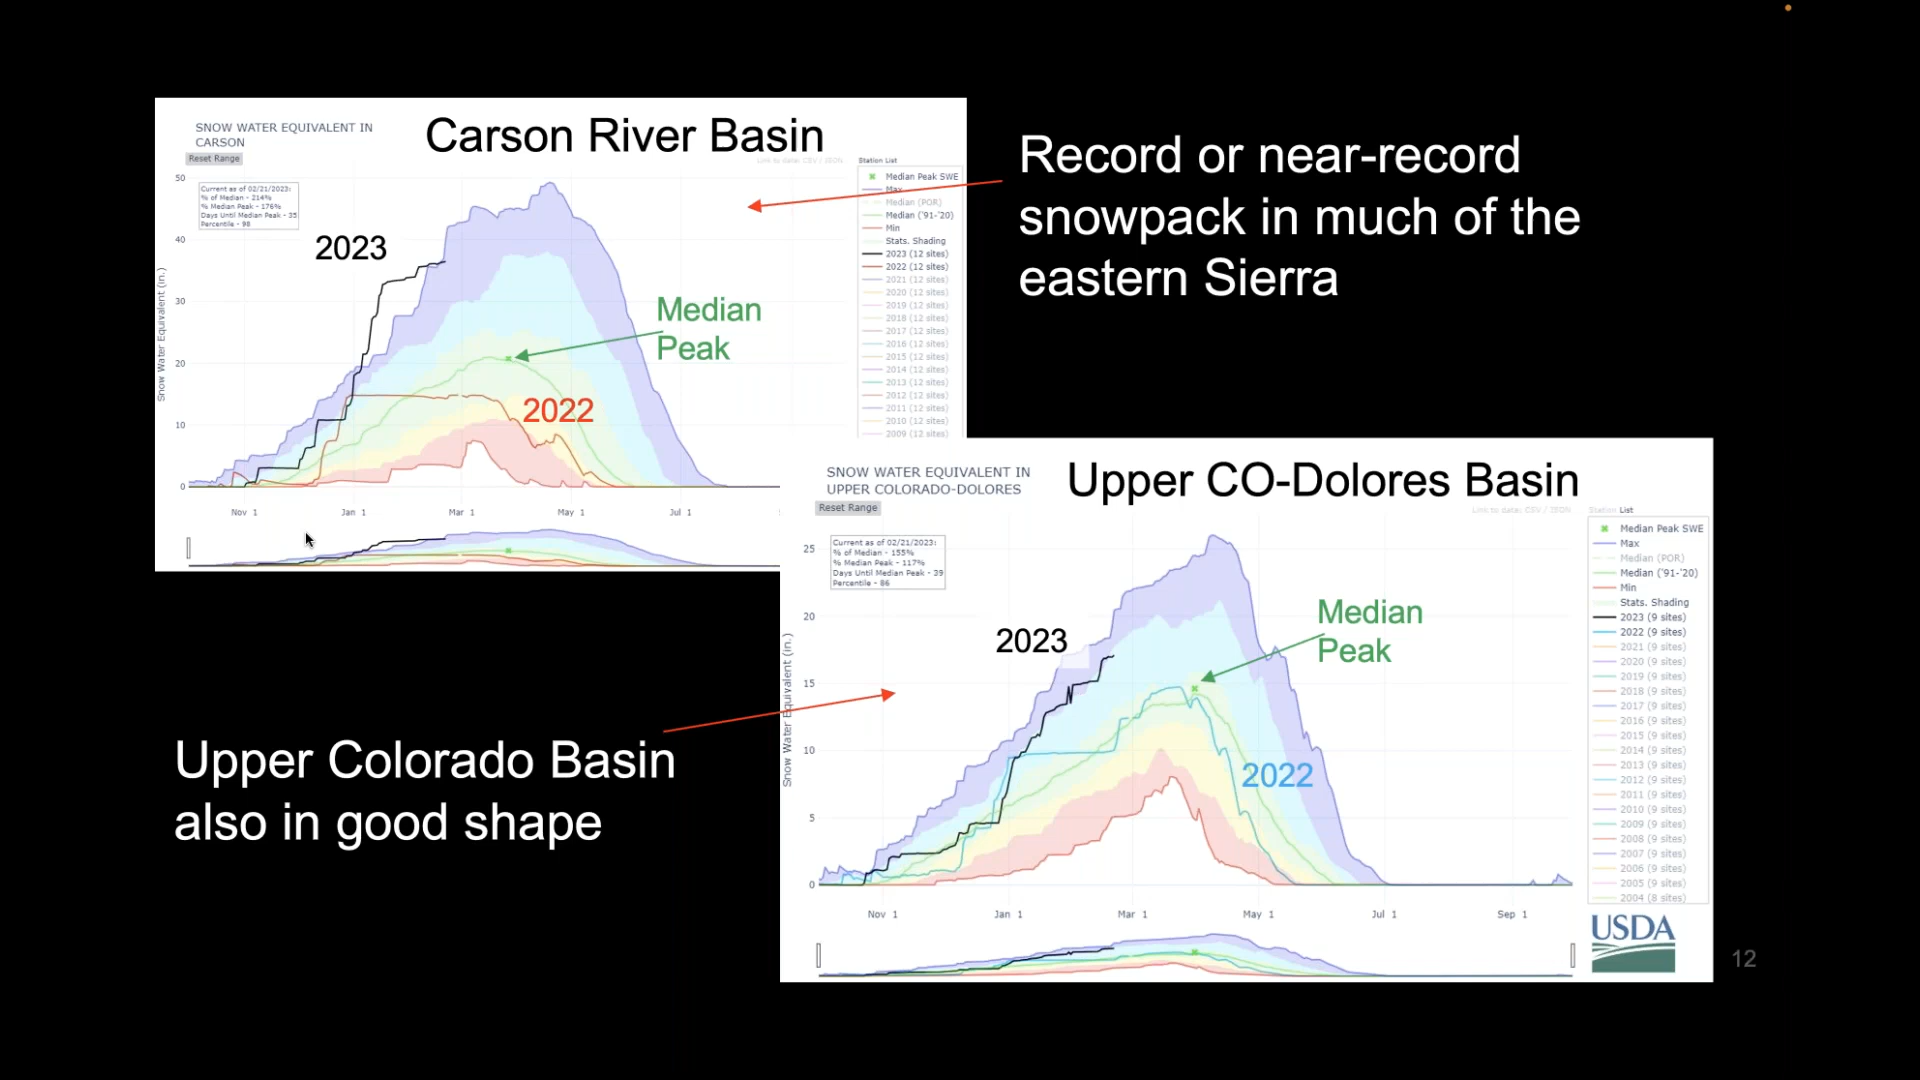 SNOW WATER EQUIVALENT IN
CARSON
Carson River Basin
Reset Range
Link to data: CSV / JSON
Station List
Current as of 02/21/2023:
% of Median - 214%
% Median Peak - 176%
Days Until Median Peak - 35
Percentile - 98
Snow Water Equivalent (in.)
50
40
30
20
10
0
Nov 1
Jan 1
Mar 1
May 1
Jul 1
2023
Median
Peak
2022
Median Peak SWE
Max
Median (POR)
Median ('91-'20)
Min
Stats. Shading
2023 (12 sites)
2022 (12 sites)
2021 (12 sites)
2020 (12 sites)
2019 (12 sites)
2018 (12 sites)
2017 (12 sites)
2016 (12 sites)
2015 (12 sites)
2014 (12 sites)
2013 (12 sites)
2012 (12 sites)
2011 (12 sites)
2010 (12 sites)
2009 (12 sites)
Record or near-record
snowpack in much of the
eastern Sierra
SNOW WATER EQUIVALENT IN
UPPER COLORADO-DOLORES
Upper CO-Dolores Basin
Reset Range
Link to data: CSV / JSON
Station List
Current as of 02/21/2023:
% of Median - 155%
% Median Peak - 117%
Days Until Median Peak - 39
Percentile - 86
Snow Water Equivalent (in.)
25
20
15
10
5
0
Nov 1
Jan 1
Mar 1
May 1
Jul 1
Sep 1
2023
Median
Peak
2022
Median Peak SWE
Max
Median (POR)
Median ('91-'20)
Min
Stats. Shading
2023 (9 sites)
2022 (9 sites)
2021 (9 sites)
2020 (9 sites)
2019 (9 sites)
2018 (9 sites)
2017 (9 sites)
2016 (9 sites)
2015 (9 sites)
2014 (9 sites)
2013 (9 sites)
2012 (9 sites)
2011 (9 sites)
2010 (9 sites)
2009 (9 sites)
2008 (9 sites)
2007 (9 sites)
2006 (9 sites)
2005 (9 sites)
2004 (8 sites)
USDA
Upper Colorado Basin
also in good shape
12